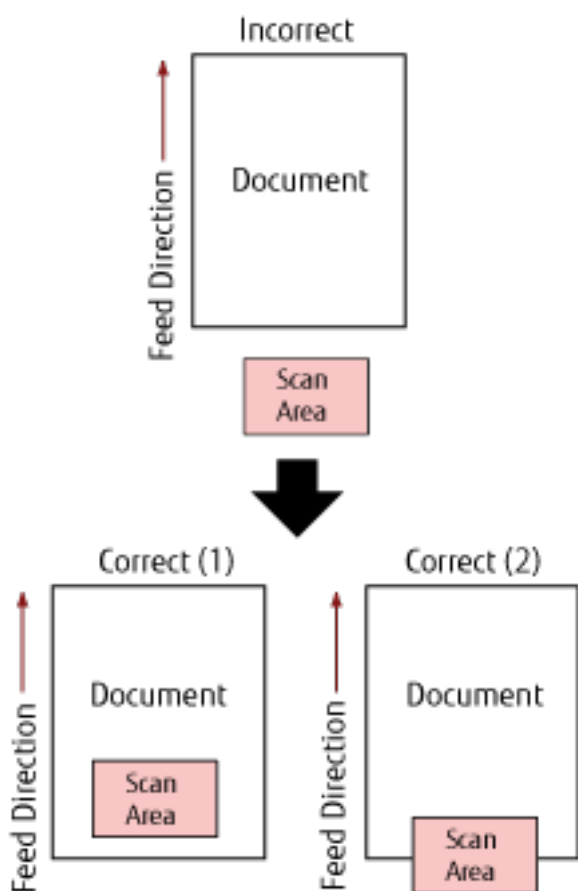 Incorrect
Feed Direction
Document
Scan
Area
Correct (1)
Correct (2)
Feed Direction
Document
Scan
Area
Feed Direction
Document
Scan
Area